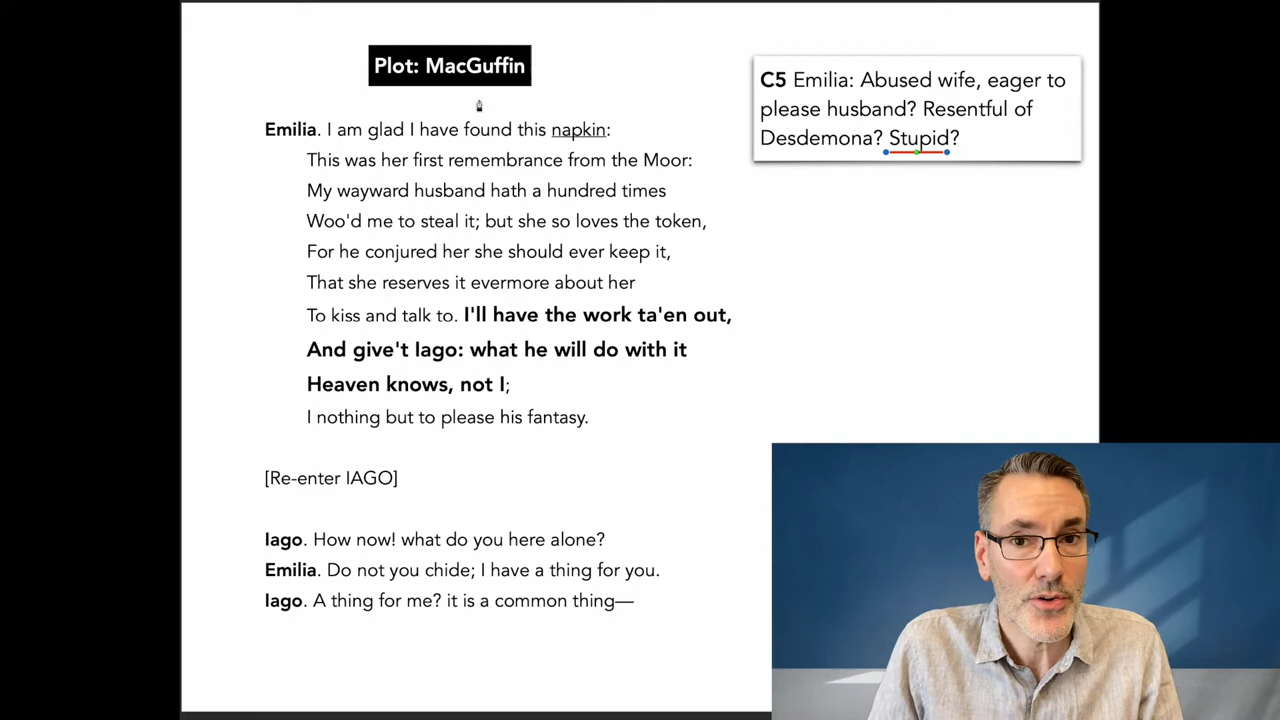 Plot: MacGuffin
C5 Emilia: Abused wife, eager to
please husband? Resentful of
Desdemona? Stupid?
Emilia. I am glad I have found this napkin:
This was her first remembrance from the Moor:
My wayward husband hath a hundred times
Woo'd me to steal it; but she so loves the token,
For he conjured her she should ever keep it,
That she reserves it evermore about her
To kiss and talk to. I'll have the work ta'en out,
And give't Iago: what he will do with it
Heaven knows, not I;
I nothing but to please his fantasy.
[Re-enter IAGO]
Iago. How now! what do you here alone?
Emilia. Do not you chide; I have a thing for you.
Iago. A thing for me? it is a common thing—